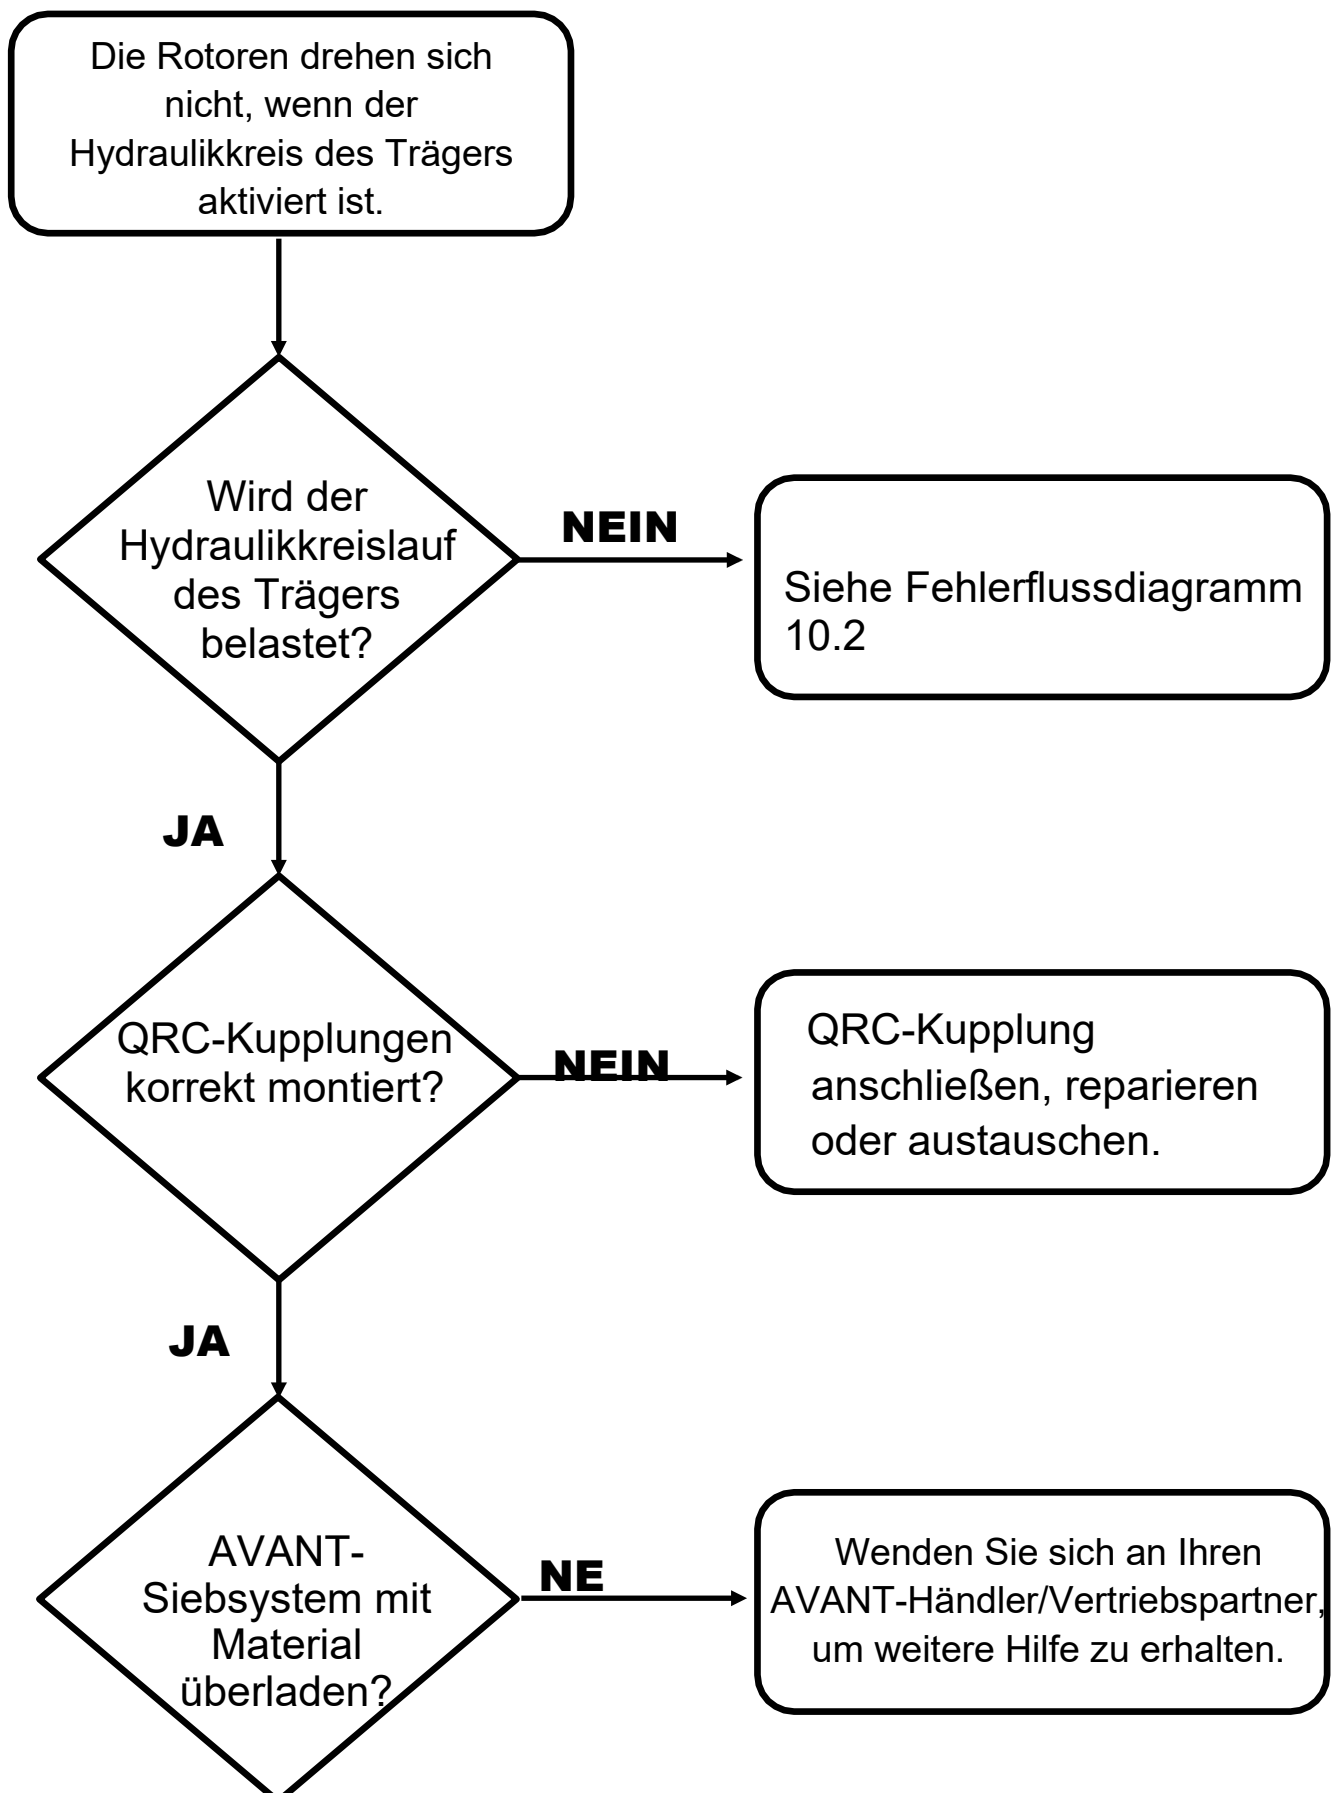 Die Rotoren drehen sich
nicht, wenn der
Hydraulikkreis des Trägers
aktiviert ist.
Wird der
Hydraulikkreislauf
des Trägers
belastet?
NEIN
Siehe Fehlerflussdiagramm
10.2
JA
QRC-Kupplungen
korrekt montiert?
NEIN
QRC-Kupplung
anschließen, reparieren
oder austauschen.
JA
AVANT-
Siebsystem mit
Material
überladen?
NE
Wenden Sie sich an Ihren
AVANT-Händler/Vertriebspartner,
um weitere Hilfe zu erhalten.